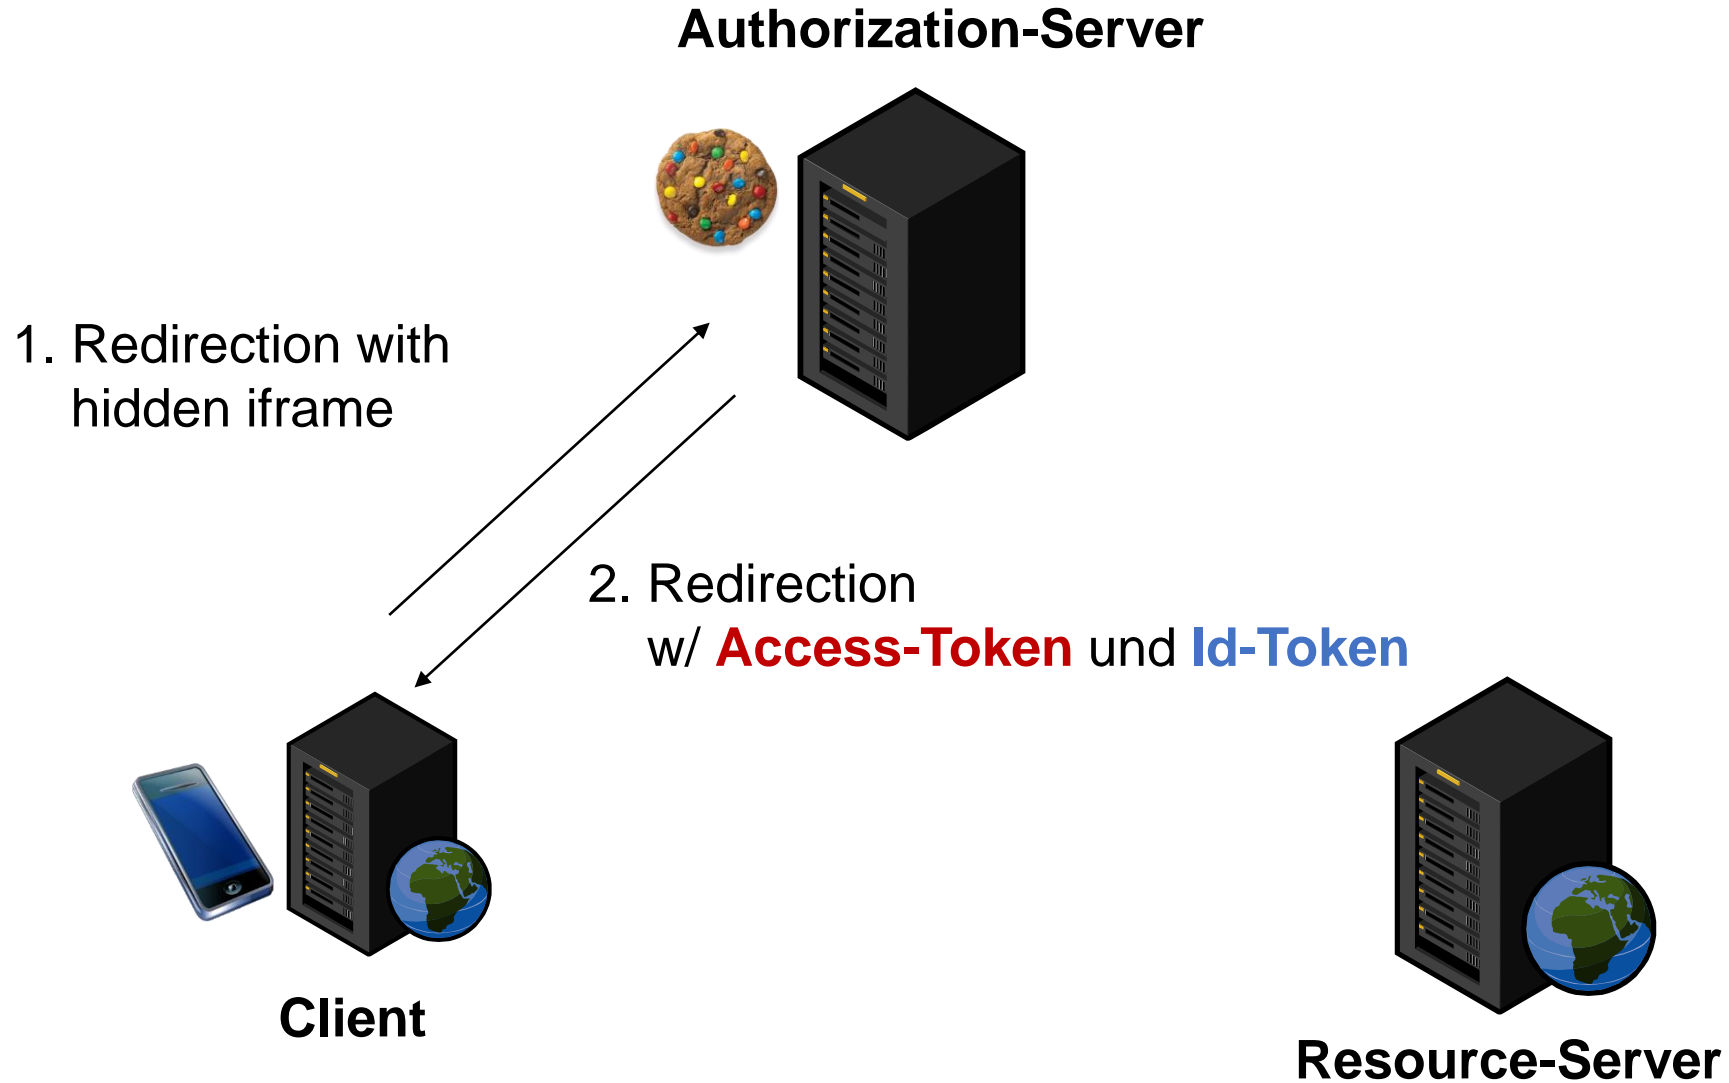 Authorization-Server
1. Redirection with
hidden iframe
2. Redirection
w/ Access-Token und Id-Token
Client
Resource-Server